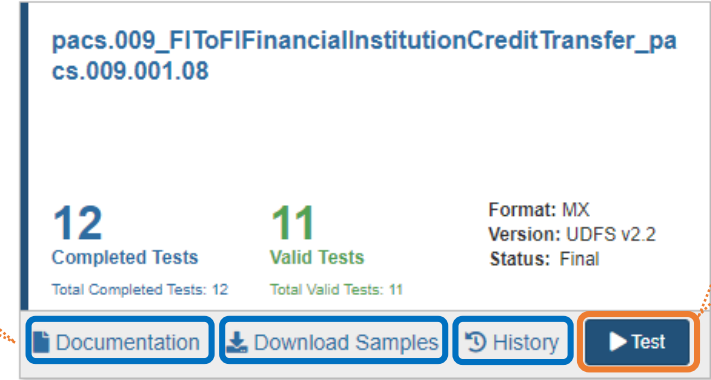 pacs.009_FIToFIFinancialInstitutionCreditTransfer_pa
cs.009.001.08
12
Completed Tests
Total Completed Tests: 12
11
Valid Tests
Total Valid Tests: 11
Format: MX
Version: UDFS v2.2
Status: Final
Documentation
Download Samples
History
Test